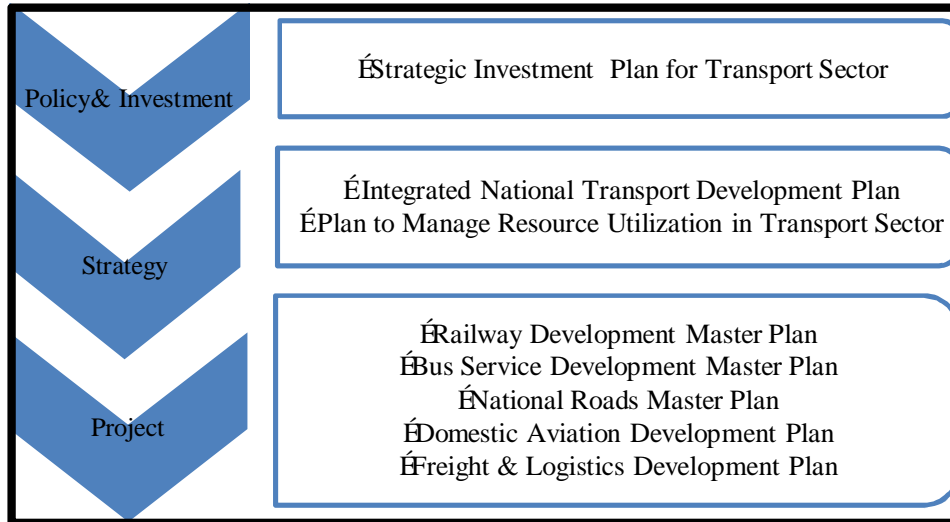 Policy& Investment
ÉStrategic Investment Plan for Transport Sector
Strategy
ÉIntegrated National Transport Development Plan
ÉPlan to Manage Resource Utilization in Transport Sector
Project
ÉRailway Development Master Plan
ÉBus Service Development Master Plan
ÉNational Roads Master Plan
ÉDomestic Aviation Development Plan
ÉFreight & Logistics Development Plan